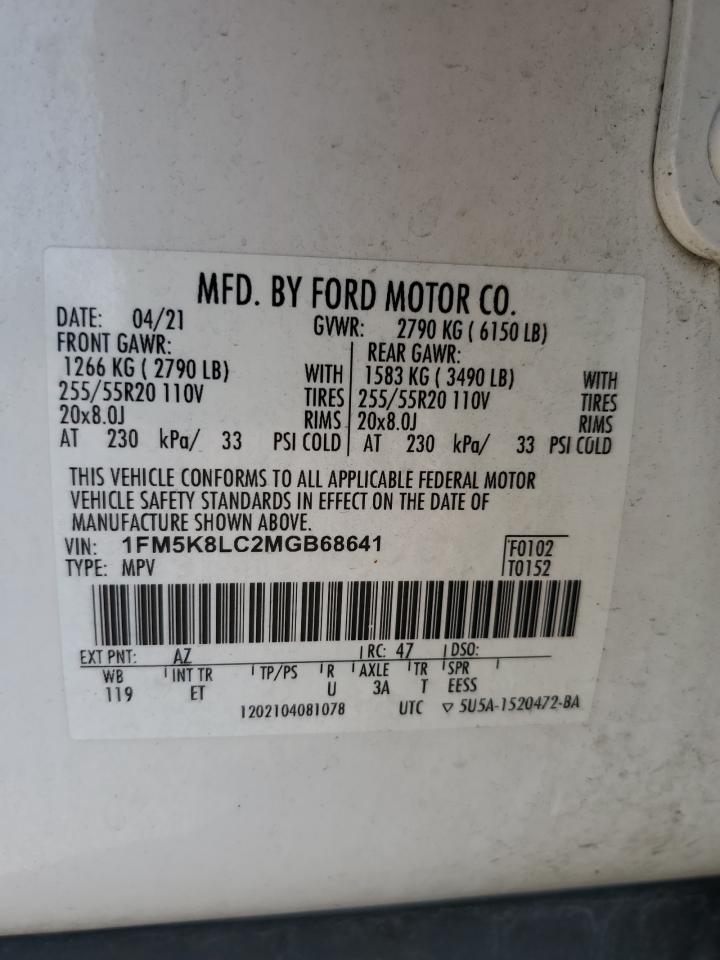 MFD. BY FORD MOTOR CO.
DATE: 04/21 GVWR: 2790 KG ( 6150 LB)
FRONT GAWR: REAR GAWR:
1266 KG ( 2790 LB) WITH 1583 KG ( 3490 LB) WITH
255/55R20 110V TIRES 255/55R20 110V TIRES
20x8.0J RIMS 20x8.0J RIMS
AT 230 kPa/ 33 PSI COLD AT 230 kPa/ 33 PSI COLD
THIS VEHICLE CONFORMS TO ALL APPLICABLE FEDERAL MOTOR
VEHICLE SAFETY STANDARDS IN EFFECT ON THE DATE OF
MANUFACTURE SHOWN ABOVE.
VIN: 1FM5K8LC2MGB68641 F0102
TYPE: MPV T0152
EXT PNT: AZ RC: 47 DSO:
WB INT TR TP/PS R AXLE TR SPR
119 ET U 3A T EESS
1202104081078 UTC ▽ 5U5A-1520472-BA